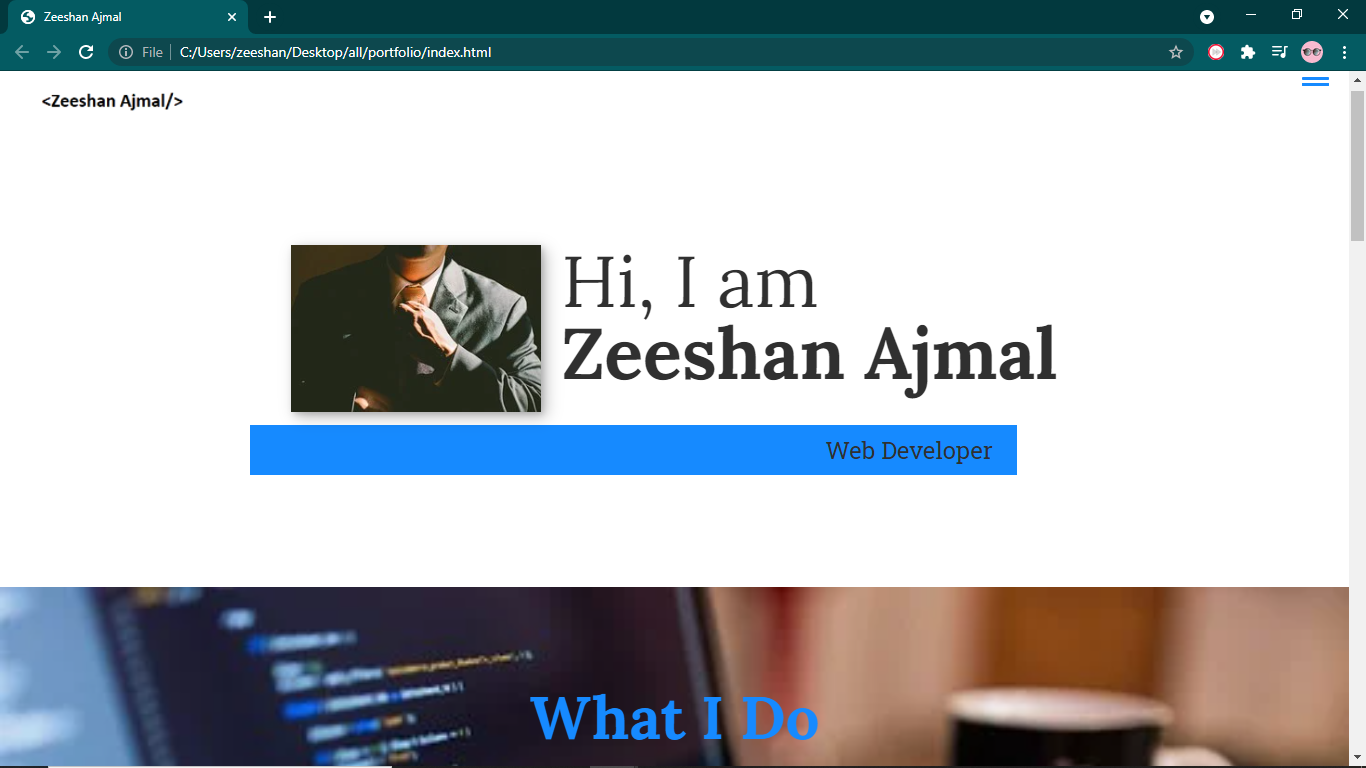 Zeeshan Ajmal
File
C:/Users/zeeshan/Desktop/all/portfolio/index.html
<Zeeshan Ajmal/>
Hi, I am
Zeeshan Ajmal
Web Developer
What I Do